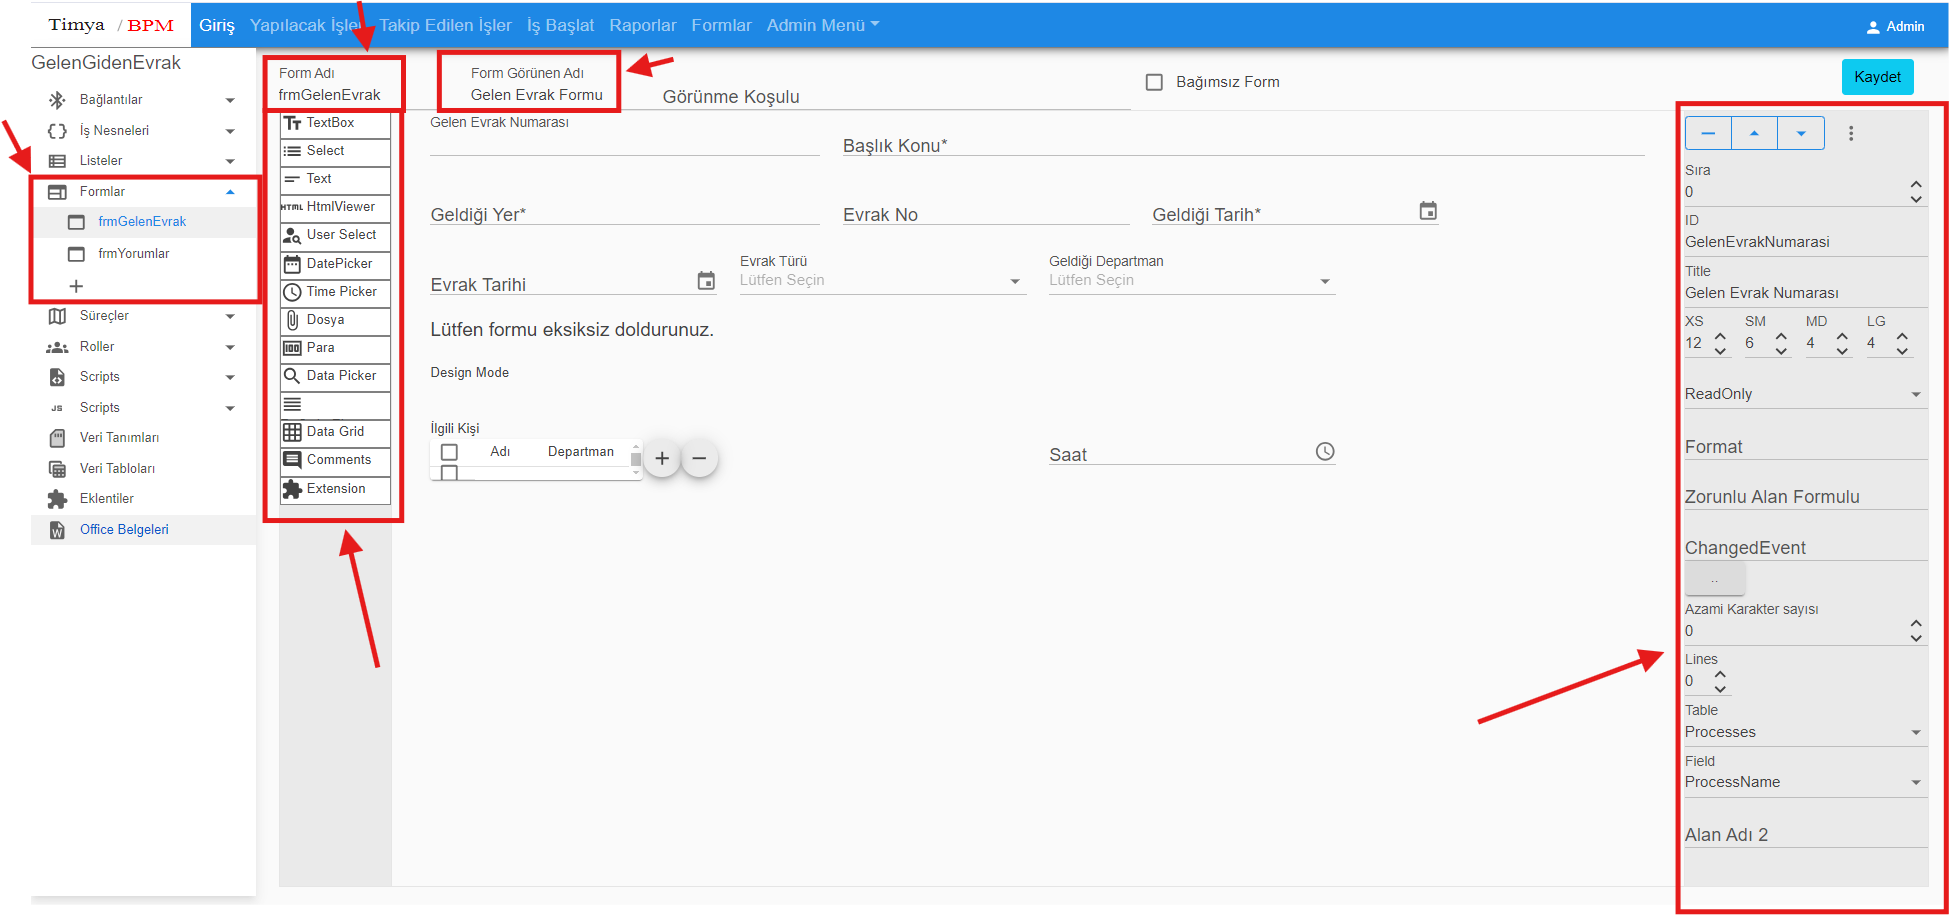 Timya / BPM
Giriş Yapılacak İşler Takip Edilen İşler İş Başlat Raporlar Formlar Admin Menü
Admin
GelenGidenEvrak
Bağlantılar
İş Nesneleri
Listeler
Formlar
frmGelenEvrak
frmYorumlar
Süreçler
Roller
Scripts
JS Scripts
Veri Tanımları
Veri Tabloları
Eklentiler
Office Belgeleri
Form Adı
frmGelenEvrak
Form Görünen Adı
Gelen Evrak Formu
Görünme Koşulu
Bağımsız Form
Kaydet
TextBox
Select
Text
HTML HtmlViewer
User Select
DatePicker
Time Picker
Dosya
Para
Data Picker
Data Grid
Comments
Extension
Gelen Evrak Numarası
Başlık Konu*
Geldiği Yer*
Evrak No
Geldiği Tarih*
Evrak Tarihi
Evrak Türü
Lütfen Seçin
Geldiği Departman
Lütfen Seçin
Lütfen formu eksiksiz doldurunuz.
Design Mode
İlgili Kişi
Adı Departman
Saat
Sıra
0
ID
GelenEvrakNumarasi
Title
Gelen Evrak Numarası
XS SM MD LG
12 6 4 4
ReadOnly
Format
Zorunlu Alan Formulu
ChangedEvent
..
Azami Karakter sayısı
0
Lines
0
Table
Processes
Field
ProcessName
Alan Adı 2